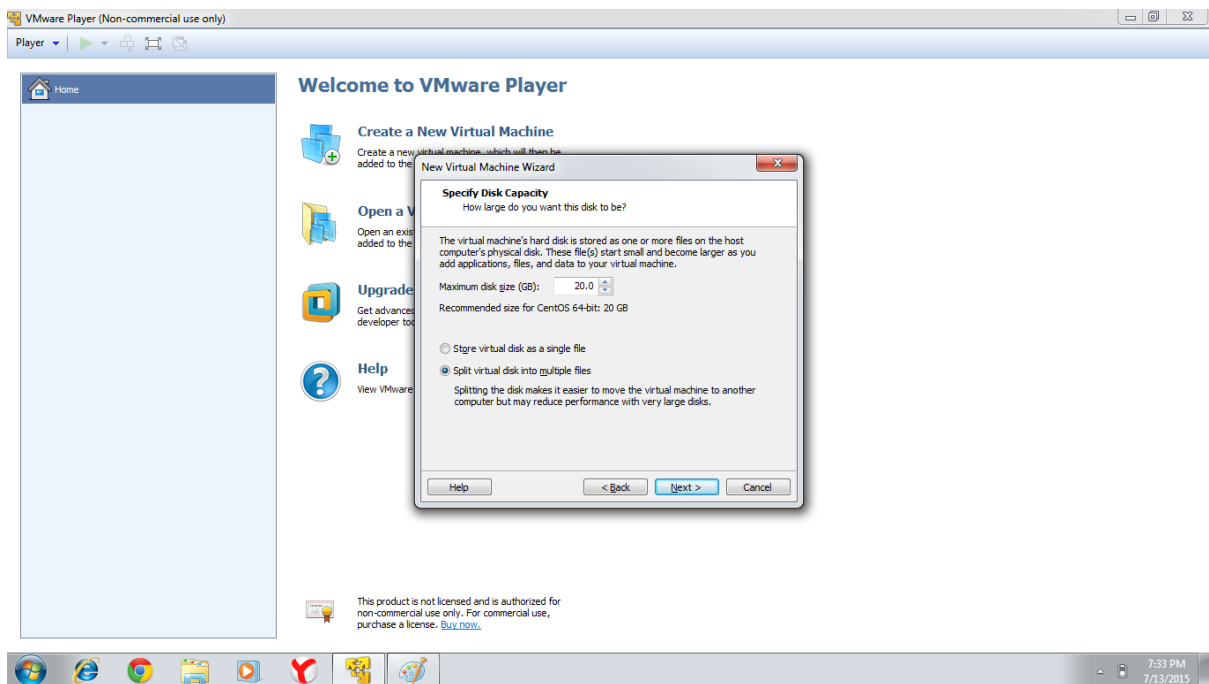 VMware Player (Non-commercial use only)
Player
Home
Welcome to VMware Player
Create a New Virtual Machine
Create a new virtual machine, which will then be
added to the
Open a V
Open an exis
added to the
Upgrade
Get advanced
developer too
Help
View VMware
New Virtual Machine Wizard
Specify Disk Capacity
How large do you want this disk to be?
The virtual machine's hard disk is stored as one or more files on the host
computer's physical disk. These file(s) start small and become larger as you
add applications, files, and data to your virtual machine.
Maximum disk size (GB): 20.0
Recommended size for CentOS 64-bit: 20 GB
Store virtual disk as a single file
Split virtual disk into multiple files
Splitting the disk makes it easier to move the virtual machine to another
computer but may reduce performance with very large disks.
Help < Back Next > Cancel
This product is not licensed and is authorized for
non-commercial use only. For commercial use,
purchase a license. Buy now.
7:33 PM
7/13/2015